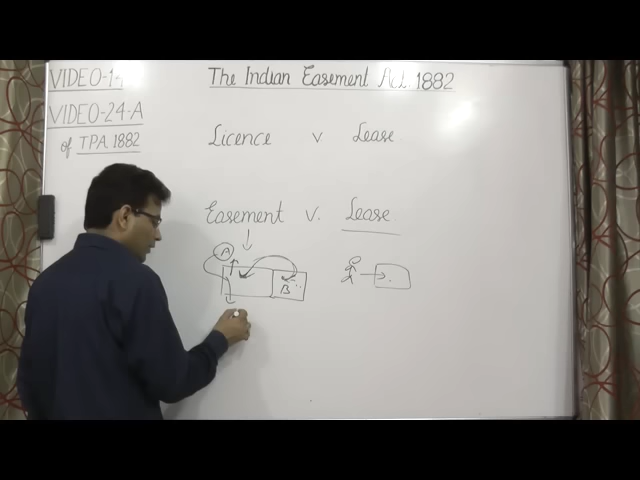 VIDEO-14
The Indian Easement Act. 1882
VIDEO-24-A
of TPA 1882
Licence v Lease
Easement v. Lease
A
B